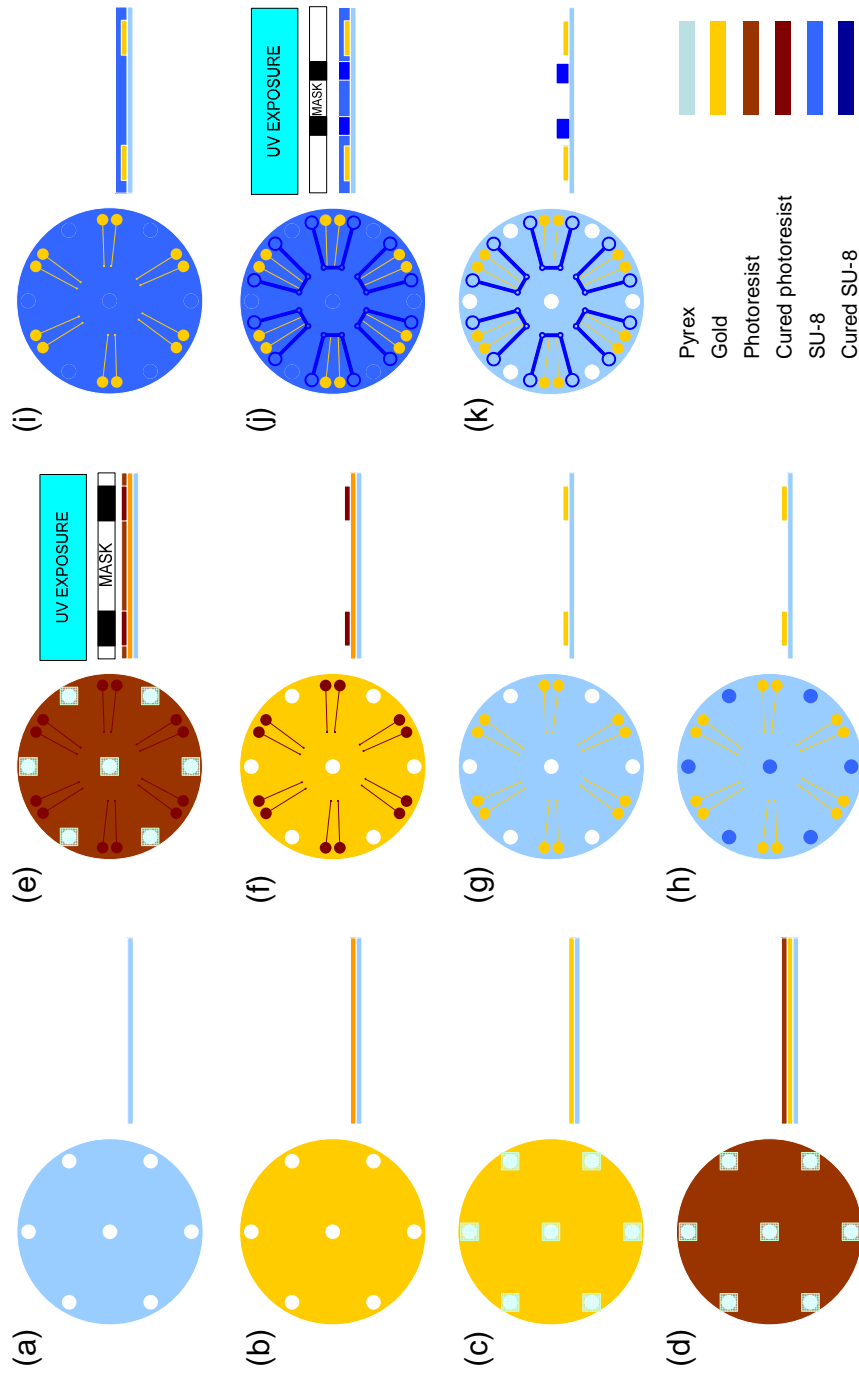 (a)
(b)
(c)
(d)
(e)
UV EXPOSURE
MASK
(f)
(g)
(h)
(i)
(j)
UV EXPOSURE
MASK
(k)
Pyrex
Gold
Photoresist
Cured photoresist
SU-8
Cured SU-8